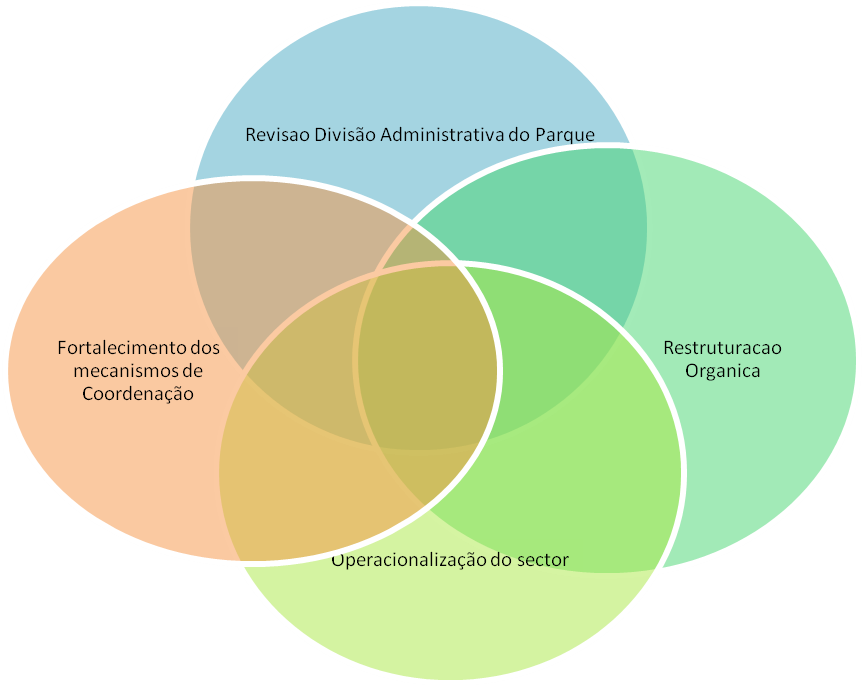 Revisao Divisão Administrativa do Parque
Fortalecimento dos
mecanismos de
Coordenação
Restruturacao
Organica
Operacionalização do sector